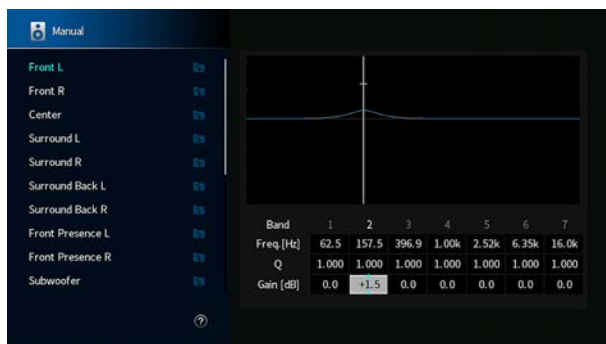 Manual
Front L
Front R
Center
Surround L
Surround R
Surround Back L
Surround Back R
Front Presence L
Front Presence R
Subwoofer
?
Band 1 2 3 4 5 6 7
Freq.[Hz] 62.5 157.5 396.9 1.00k 2.52k 6.35k 16.0k
Q 1.000 1.000 1.000 1.000 1.000 1.000 1.000
Gain [dB] 0.0 +1.5 0.0 0.0 0.0 0.0 0.0